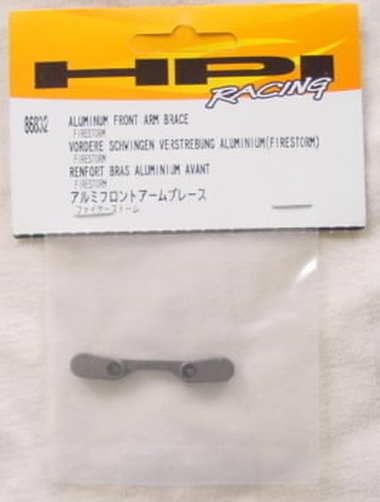 HPI
RACING
86832 ALUMINUM FRONT ARM BRACE
FIRESTORM
VORDERE SCHWINGEN VERSTREBUNG ALUMINIUM(FIRESTORM)
FIRESTORM
RENFORT BRAS ALUMINIUM AVANT
FIRESTORM
アルミフロントアームブレース
ファイヤーストーム